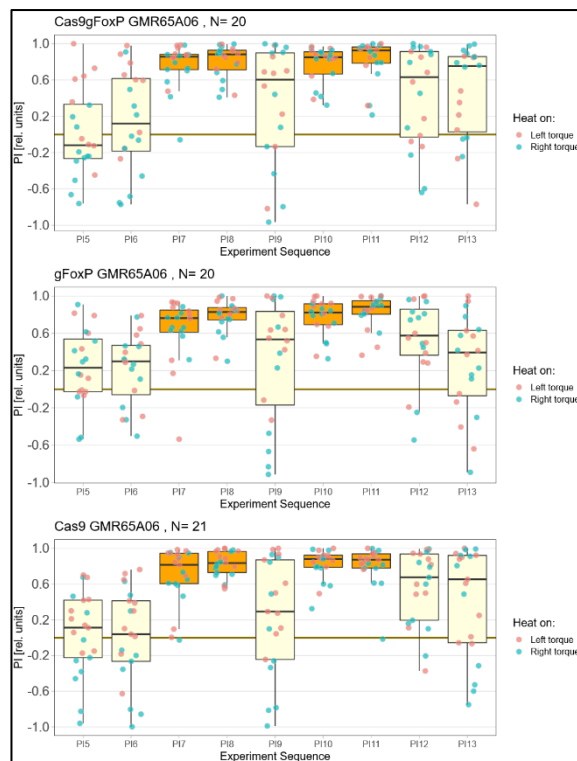 Cas9gFoxP GMR65A06 , N= 20
PI [rel. units]
1.0
0.6
0.2
-0.2
-0.6
-1.0
PI5 PI6 PI7 PI8 PI9 PI10 PI11 PI12 PI13
Experiment Sequence
Heat on:
Left torque
Right torque
gFoxP GMR65A06 , N= 20
PI [rel. units]
1.0
0.6
0.2
-0.2
-0.6
-1.0
PI5 PI6 PI7 PI8 PI9 PI10 PI11 PI12 PI13
Experiment Sequence
Heat on:
Left torque
Right torque
Cas9 GMR65A06 , N= 21
PI [rel. units]
1.0
0.6
0.2
-0.2
-0.6
-1.0
PI5 PI6 PI7 PI8 PI9 PI10 PI11 PI12 PI13
Experiment Sequence
Heat on:
Left torque
Right torque